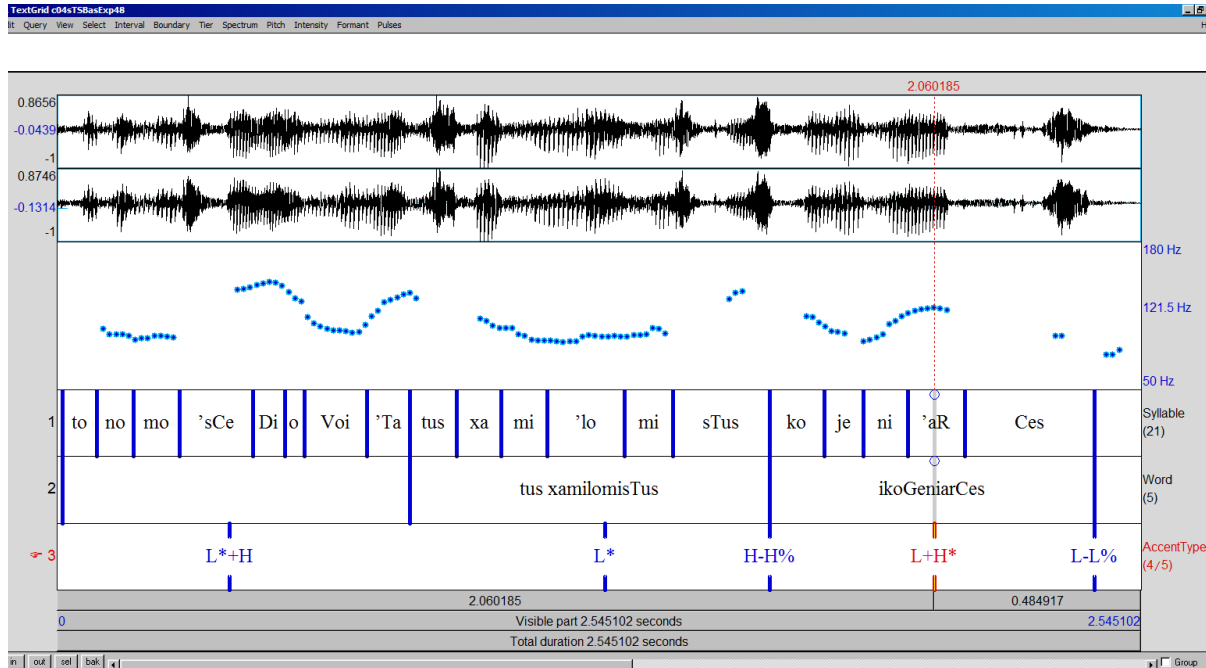 TextGrid c04sTSBasExp48
lit Query View Select Interval Boundary Tier Spectrum Pitch Intensity Formant Pulses H
2.060185
0.8656
-0.0439
-1
0.8746
-0.1314
-1
180 Hz
121.5 Hz
50 Hz
1 to no mo ’sCe Di o Voi ’Ta tus xa mi ’lo mi sTus ko je ni ’aR Ces Syllable (21)
2 tus xamilomisTus ikoGeniarCes Word (5)
3 L*+H L* H-H% L+H* L-L% AccentType (4/5)
2.060185 0.484917
0 Visible part 2.545102 seconds 2.545102
Total duration 2.545102 seconds
in out sel bak Group